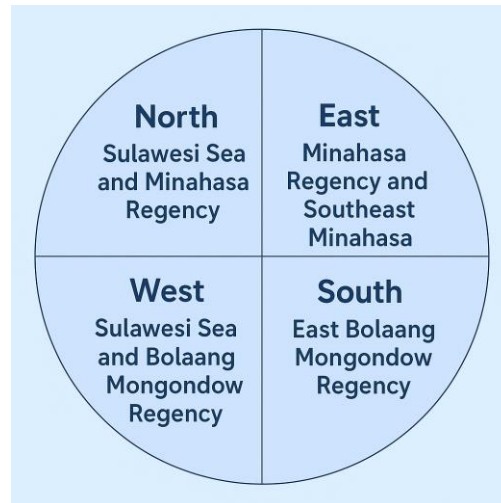 North
Sulawesi Sea
and Minahasa
Regency
East
Minahasa
Regency and
Southeast
Minahasa
West
Sulawesi Sea
and Bolaang
Mongondow
Regency
South
East Bolaang
Mongondow
Regency